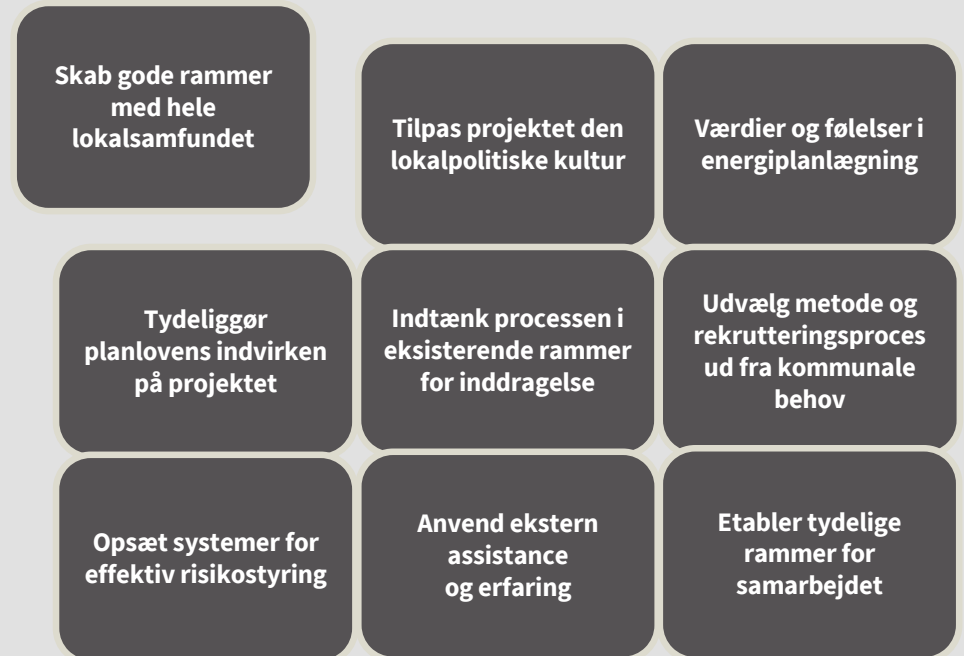 Skab gode rammer
med hele
lokalsamfundet
Tilpas projektet den
lokalpolitiske kultur
Værdier og følelser i
energiplanlægning
Tydeliggør
planlovens indvirken
på projektet
Indtænk processen i
eksisterende rammer
for inddragelse
Udvælg metode og
rekrutteringsproces
ud fra kommunale
behov
Opsæt systemer for
effektiv risikostyring
Anvend ekstern
assistance
og erfaring
Etabler tydelige
rammer for
samarbejdet